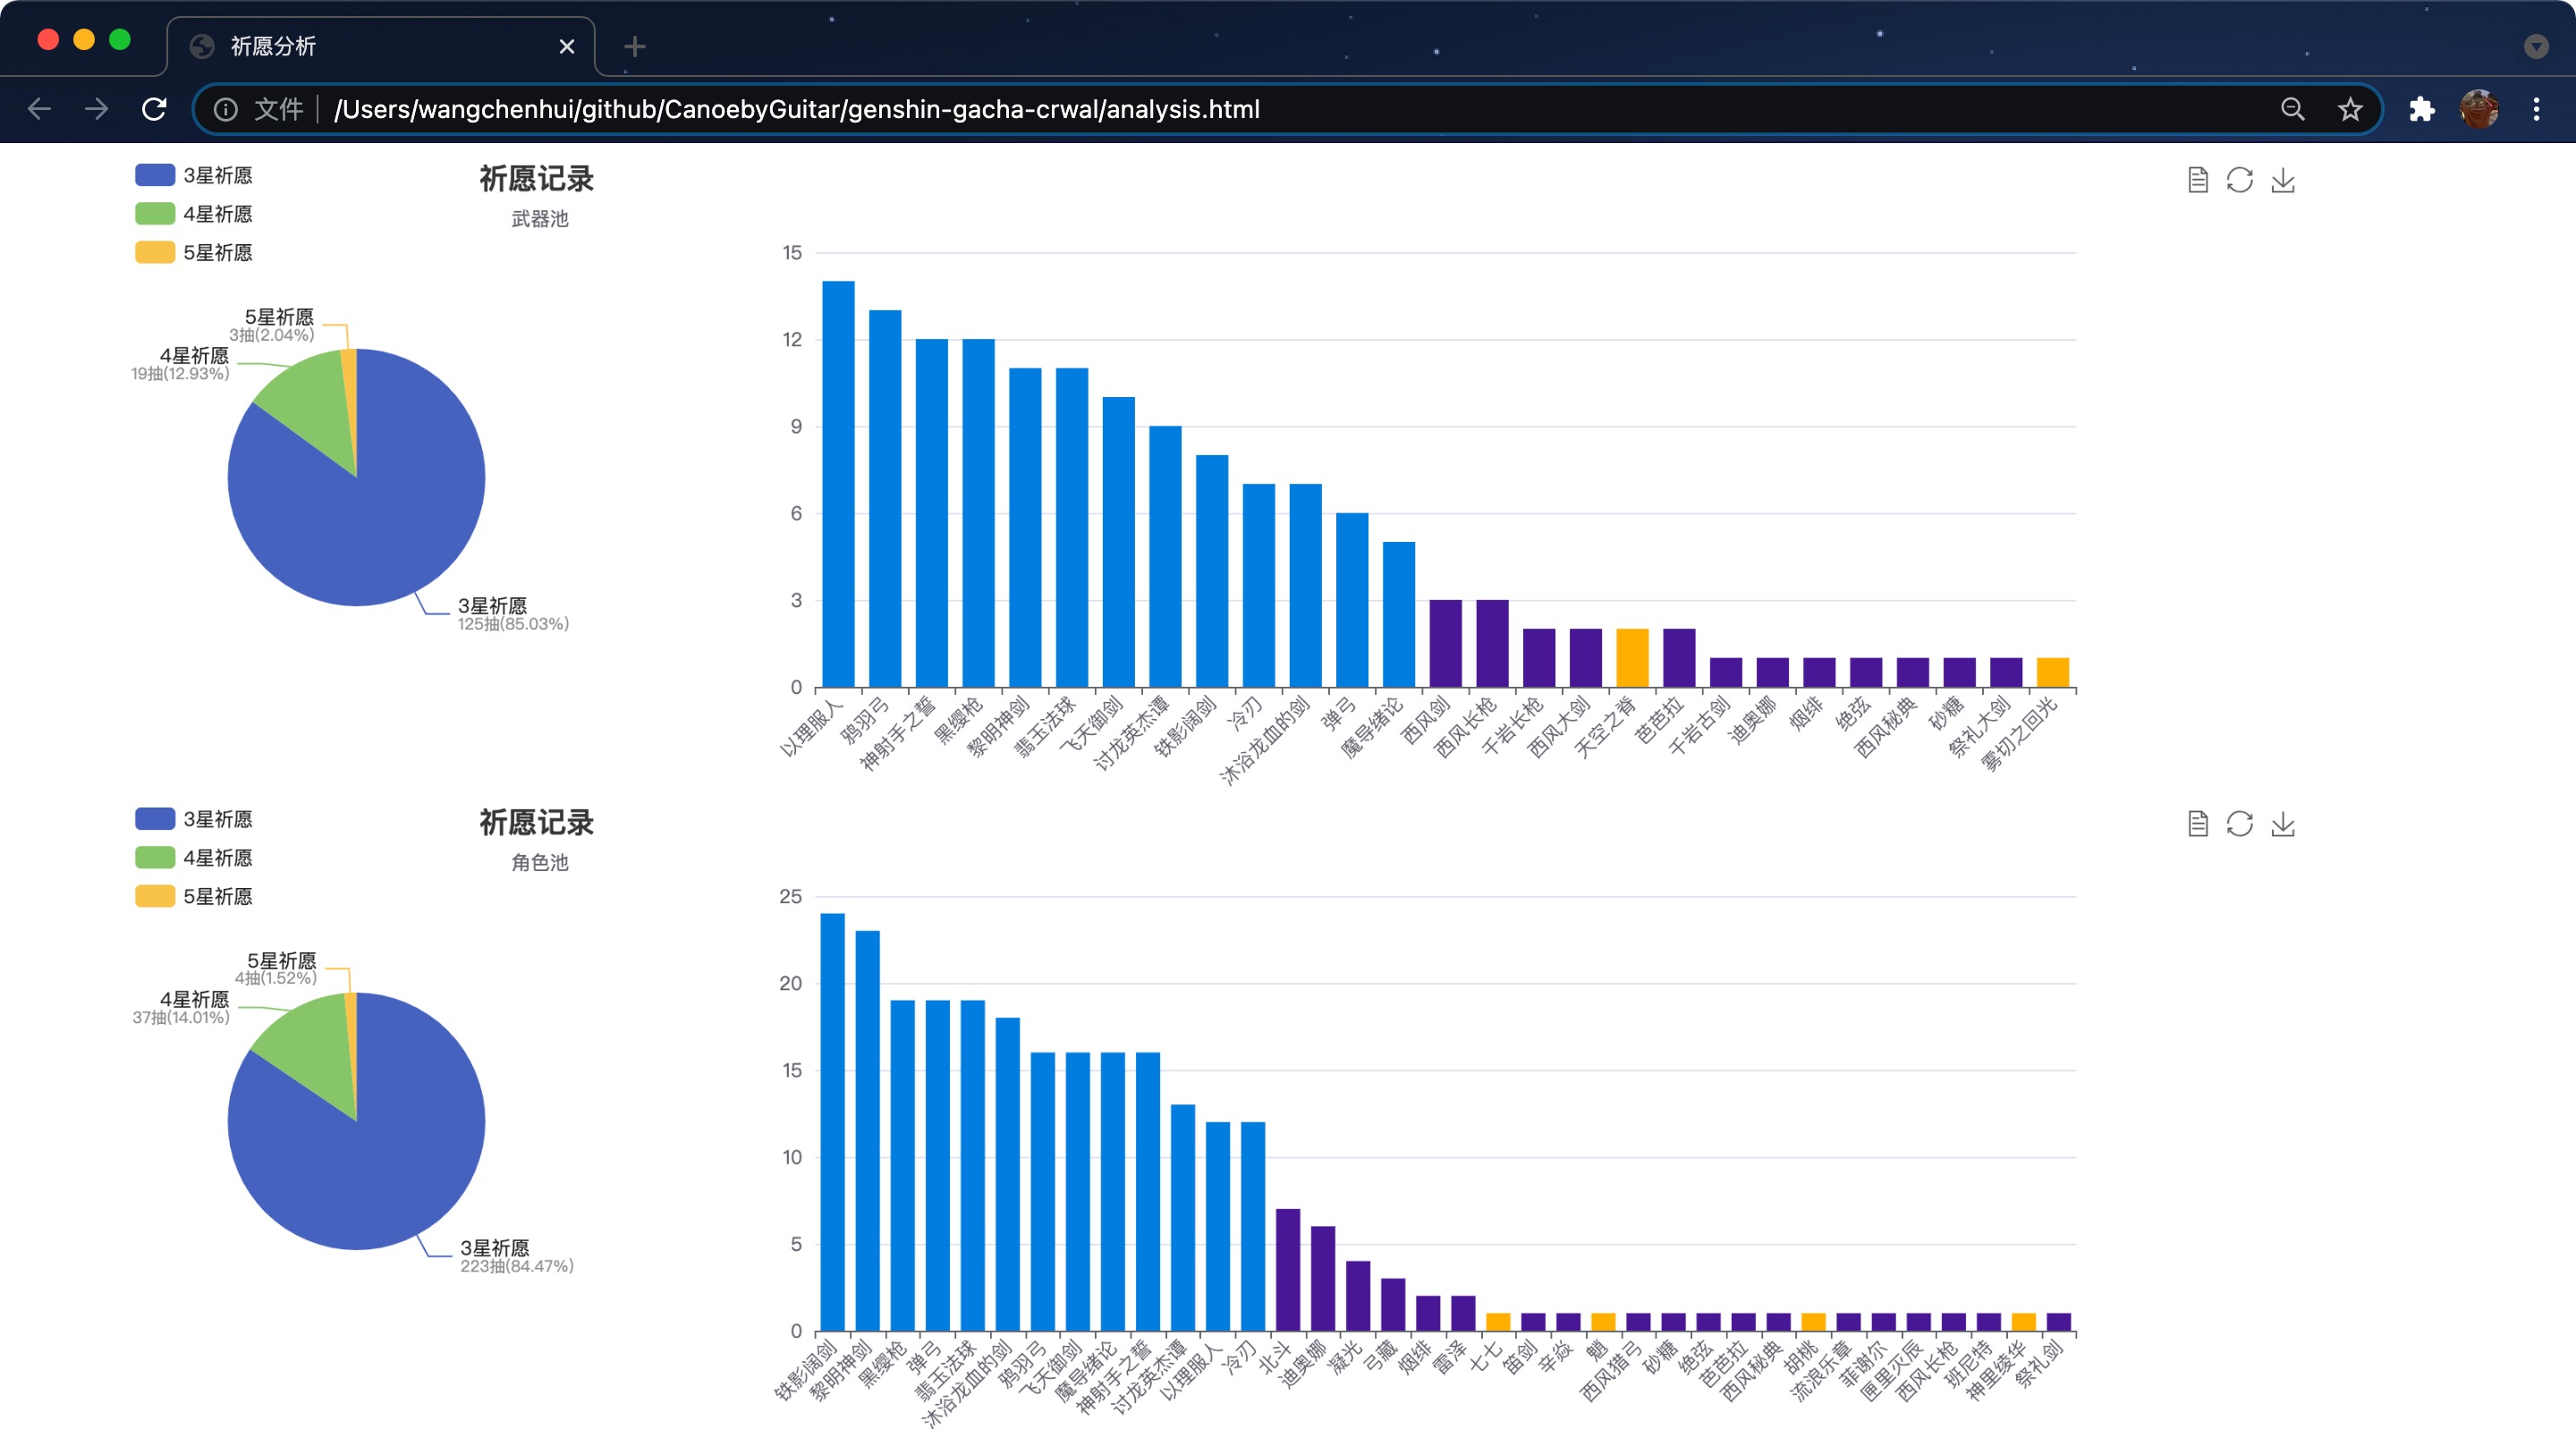 祈愿分析
文件 /Users/wangchenhui/github/CanoebyGuitar/genshin-gacha-crwal/analysis.html
3星祈愿
4星祈愿
5星祈愿
祈愿记录
武器池
5星祈愿
3抽(2.04%)
4星祈愿
19抽(12.93%)
3星祈愿
125抽(85.03%)
15
12
9
6
3
0
以理服人
鸦羽弓
神射手之誓
黑缨枪
黎明神剑
翡玉法球
飞天御剑
讨龙英杰谭
铁影阔剑
冷刃
沐浴龙血的剑
弹弓
魔导绪论
西风剑
西风长枪
千岩长枪
西风大剑
天空之脊
芭芭拉
千岩古剑
迪奥娜
烟绯
绝弦
西风秘典
砂糖
祭礼大剑
雾切之回光
3星祈愿
4星祈愿
5星祈愿
祈愿记录
角色池
5星祈愿
4抽(1.52%)
4星祈愿
37抽(14.01%)
3星祈愿
223抽(84.47%)
25
20
15
10
5
0
铁影阔剑
黎明神剑
黑缨枪
弹弓
翡玉法球
沐浴龙血的剑
鸦羽弓
飞天御剑
魔导绪论
神射手之誓
讨龙英杰谭
以理服人
冷刃
北斗
迪奥娜
凝光
弓藏
烟绯
雷泽
七七
笛剑
辛焱
魈
西风猎弓
砂糖
绝弦
芭芭拉
西风秘典
胡桃
流浪乐章
菲谢尔
匣里灭辰
西风长枪
班尼特
神里绫华
祭礼剑